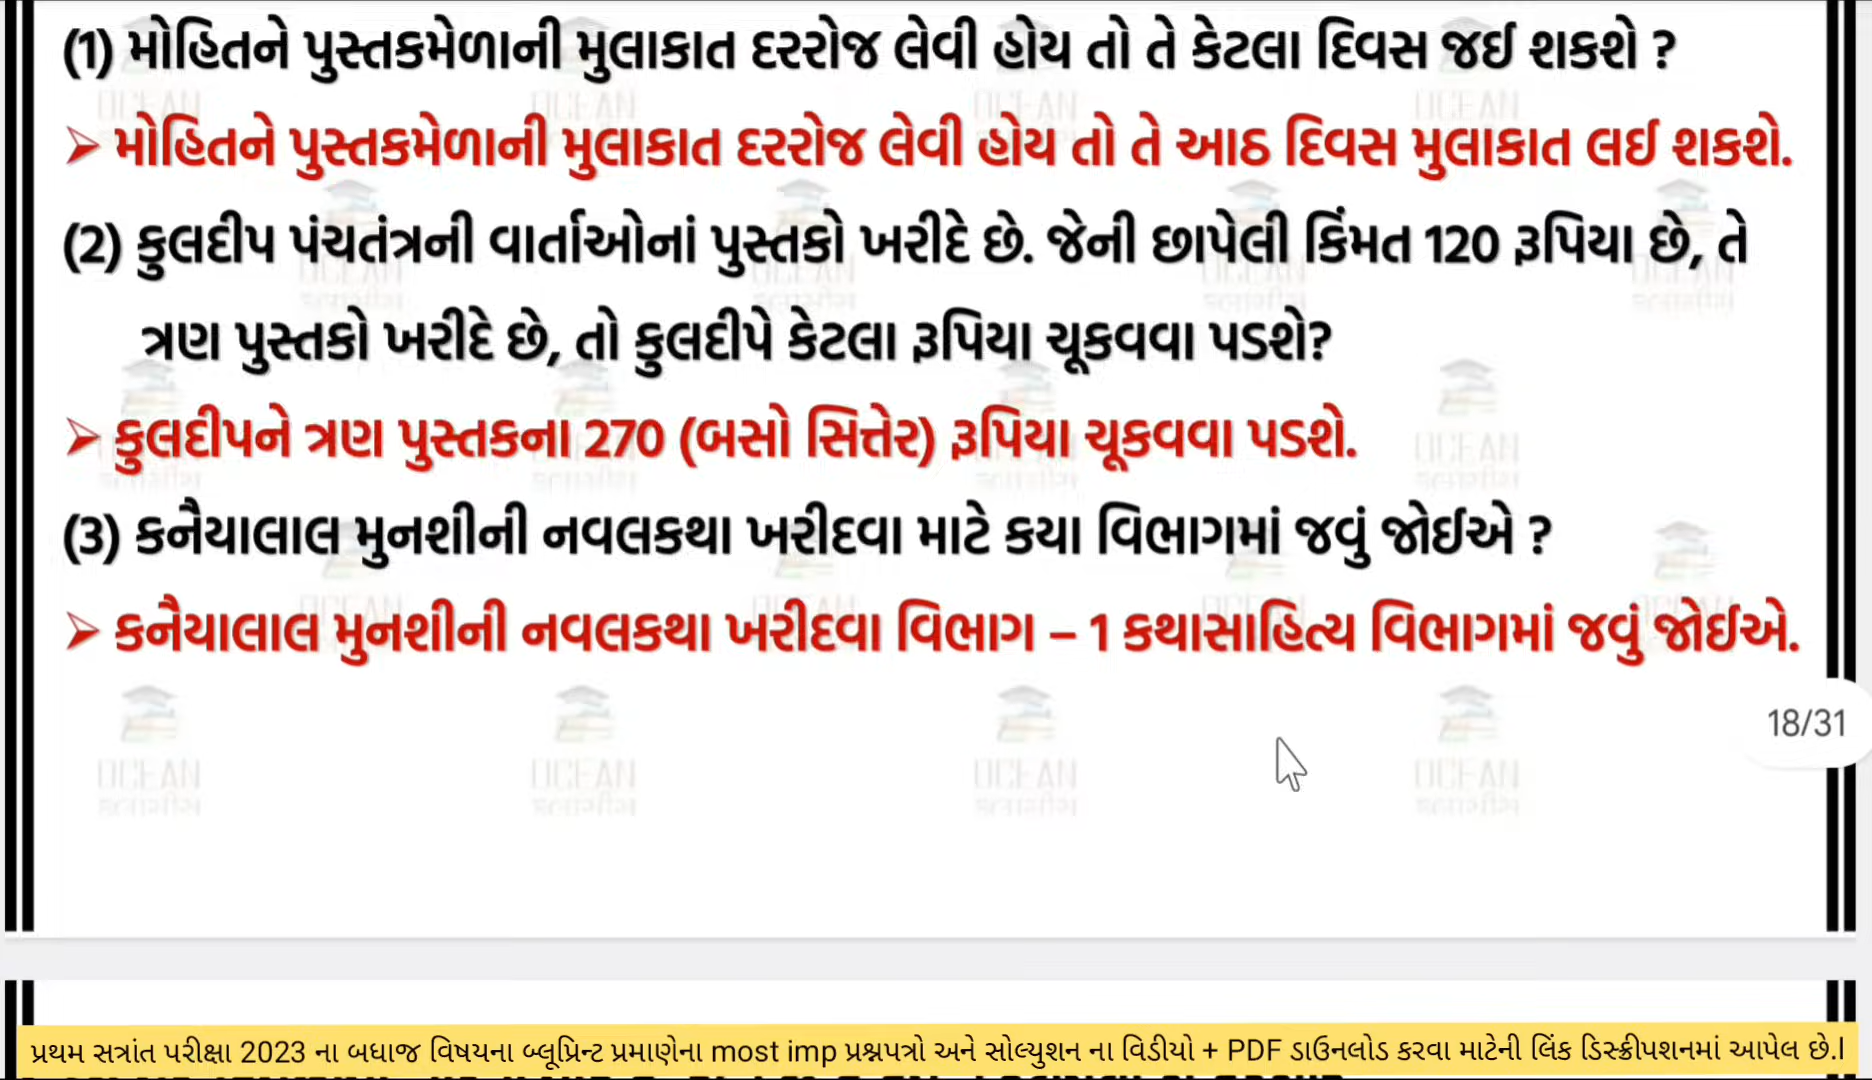 (1) મોહિતને પુસ્તકમેળાની મુલાકાત દરરોજ લેવી હોય તો તે કેટલા દિવસ જઈ શકશે ?
➢ મોહિતને પુસ્તકમેળાની મુલાકાત દરરોજ લેવી હોય તો તે આઠ દિવસ મુલાકાત લઈ શકશે.
(2) કુલદીપ પંચતંત્રની વાર્તાઓનાં પુસ્તકો ખરીદે છે. જેની છાપેલી કિંમત 120 રૂપિયા છે, તે
ત્રણ પુસ્તકો ખરીદે છે, તો કુલદીપે કેટલા રૂપિયા ચૂકવવા પડશે?
➢ કુલદીપને ત્રણ પુસ્તકના 270 (બસો સિત્તેર) રૂપિયા ચૂકવવા પડશે.
(3) કનૈયાલાલ મુનશીની નવલકથા ખરીદવા માટે કયા વિભાગમાં જવું જોઈએ ?
➢ કનૈયાલાલ મુનશીની નવલકથા ખરીદવા વિભાગ – 1 કથાસાહિત્ય વિભાગમાં જવું જોઈએ.
18/31
પ્રથમ સત્રાંત પરીક્ષા 2023 ના બધાજ વિષયના બ્લૂપ્રિન્ટ પ્રમાણેના most imp પ્રશ્નપત્રો અને સોલ્યુશન ના વિડીયો + PDF ડાઉનલોડ કરવા માટેની લિંક ડિસ્ક્રીપશનમાં આપેલ છે.l